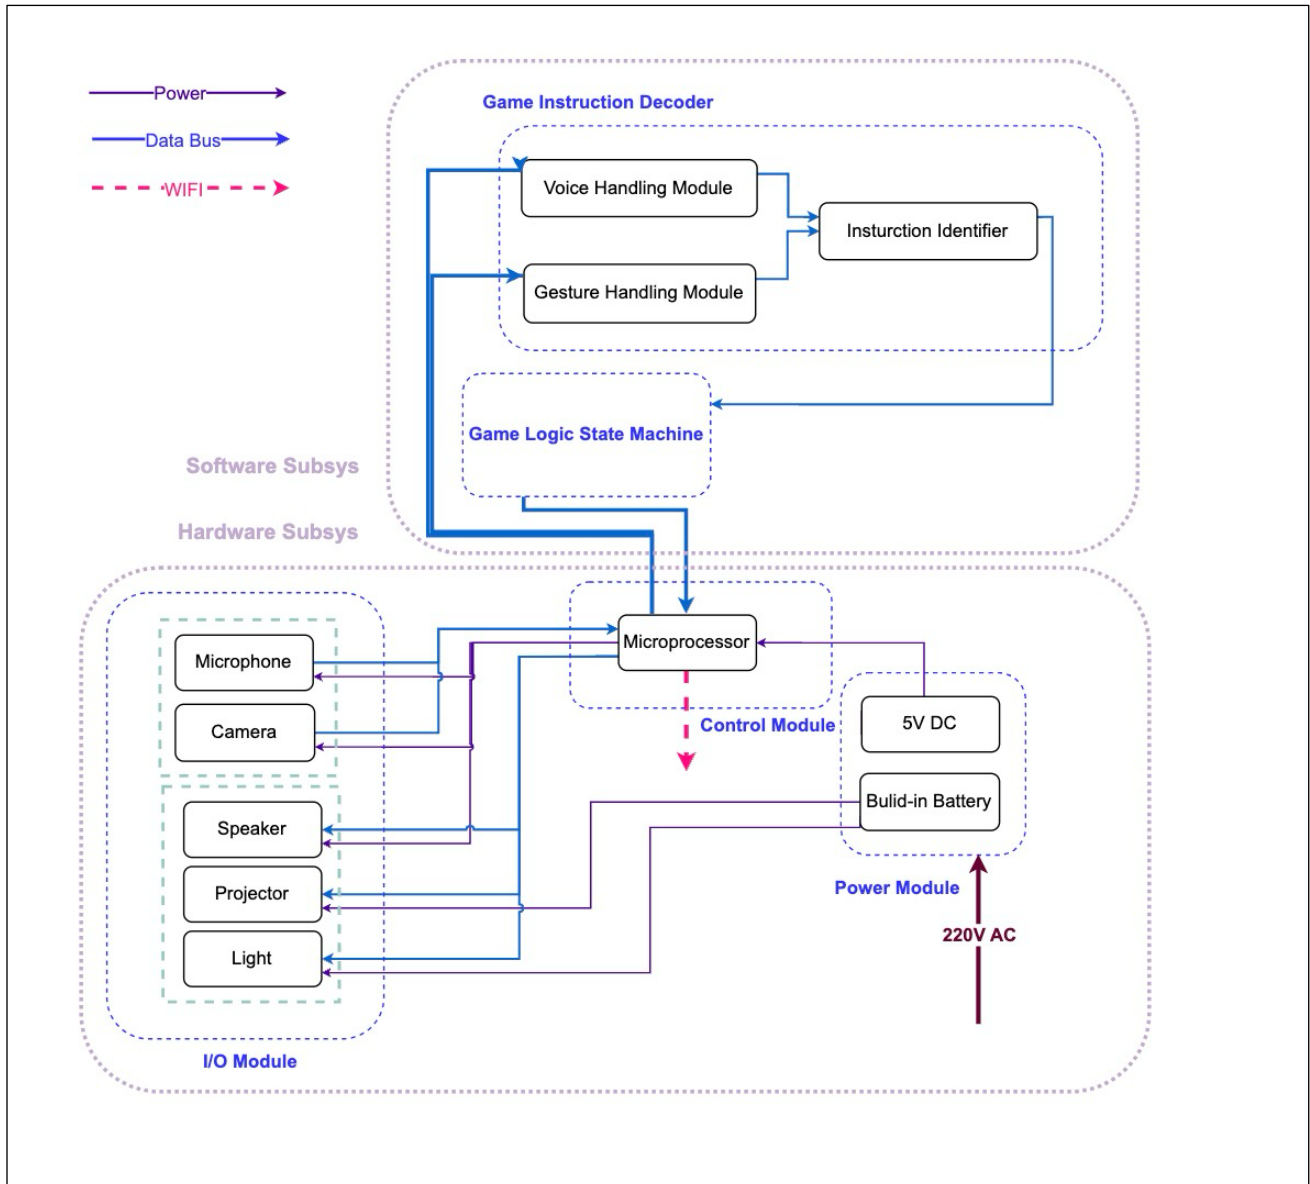 Power
Data Bus
WIFI
Game Instruction Decoder
Voice Handling Module
Insturction Identifier
Gesture Handling Module
Game Logic State Machine
Software Subsys
Hardware Subsys
Microprocessor
Control Module
Microphone
Camera
Speaker
Projector
Light
I/O Module
5V DC
Bulid-in Battery
Power Module
220V AC